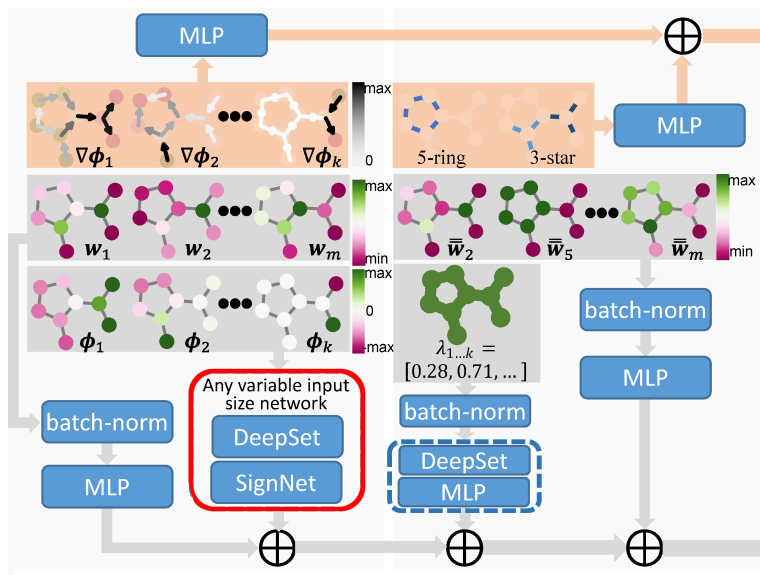 MLP
max
0
∇ϕ₁ ∇ϕ₂ ••• ∇ϕₖ
5-ring 3-star
MLP
max
min
w₁ w₂ ••• wₘ
max
min
w̿₂ w̿₅ ••• w̿ₘ
max
0
-max
ϕ₁ ϕ₂ ••• ϕₖ
λ₁…ₖ =
[0.28, 0.71, …]
batch-norm
MLP
Any variable input
size network
DeepSet
SignNet
batch-norm
MLP
batch-norm
DeepSet
MLP